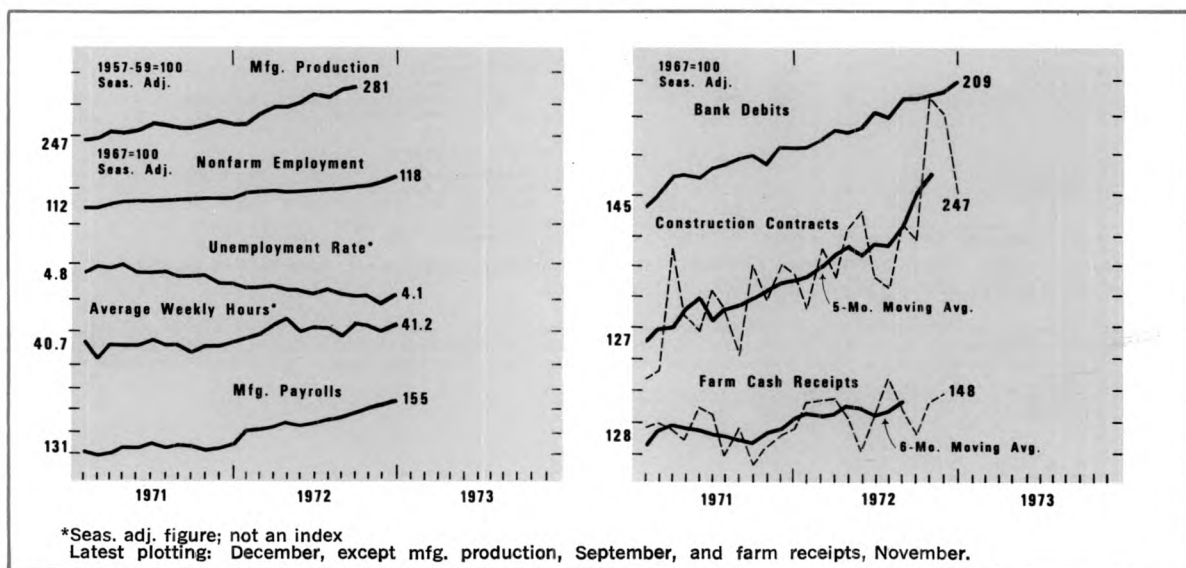 1957-59=100
Seas. Adj.
Mfg. Production
281
247
1967=100
Seas. Adj.
Nonfarm Employment
118
112
Unemployment Rate*
4.8
4.1
Average Weekly Hours*
41.2
40.7
Mfg. Payrolls
155
131
1971 1972 1973
1967=100
Seas. Adj.
209
Bank Debits
145
247
Construction Contracts
5-Mo. Moving Avg.
127
Farm Cash Receipts
148
128
6-Mo. Moving Avg.
1971 1972 1973
*Seas. adj. figure; not an index
Latest plotting: December, except mfg. production, September, and farm receipts, November.